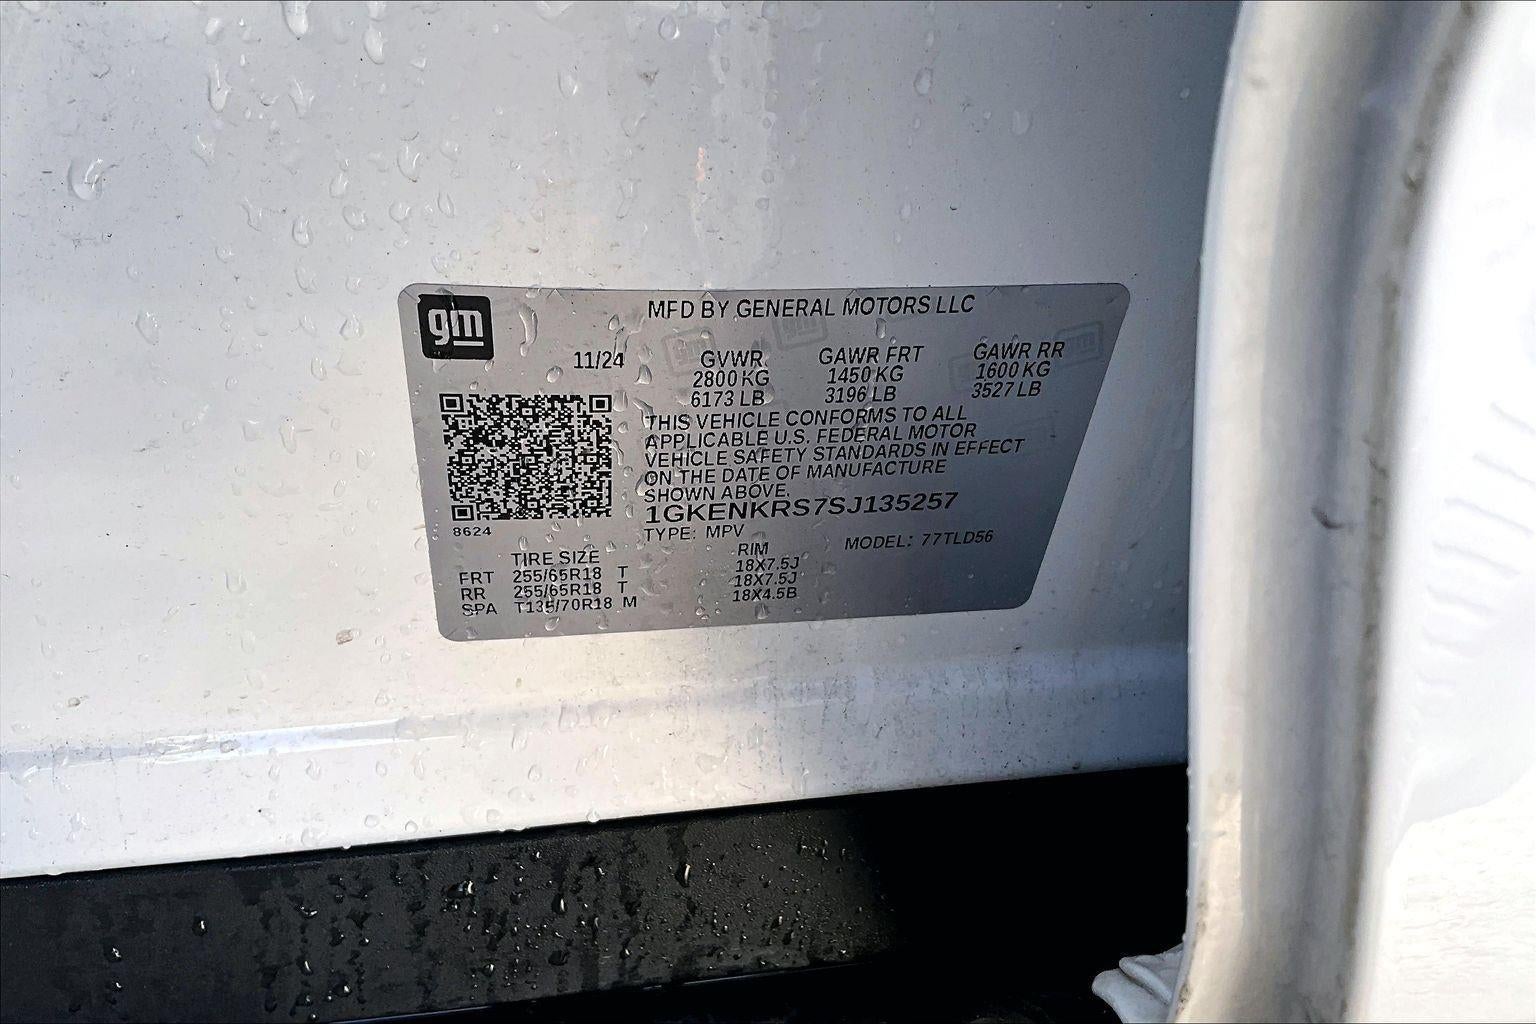 gm
MFD BY GENERAL MOTORS LLC
11/24
GVWR GAWR FRT GAWR RR
2800 KG 1450 KG 1600 KG
6173 LB 3196 LB 3527 LB
THIS VEHICLE CONFORMS TO ALL
APPLICABLE U.S. FEDERAL MOTOR
VEHICLE SAFETY STANDARDS IN EFFECT
ON THE DATE OF MANUFACTURE
SHOWN ABOVE.
1GKENKRS7SJ135257
8624
TYPE: MPV MODEL: 77TLD56
TIRE SIZE RIM
FRT 255/65R18 T 18X7.5J
RR 255/65R18 T 18X7.5J
SPA T135/70R18 M 18X4.5B